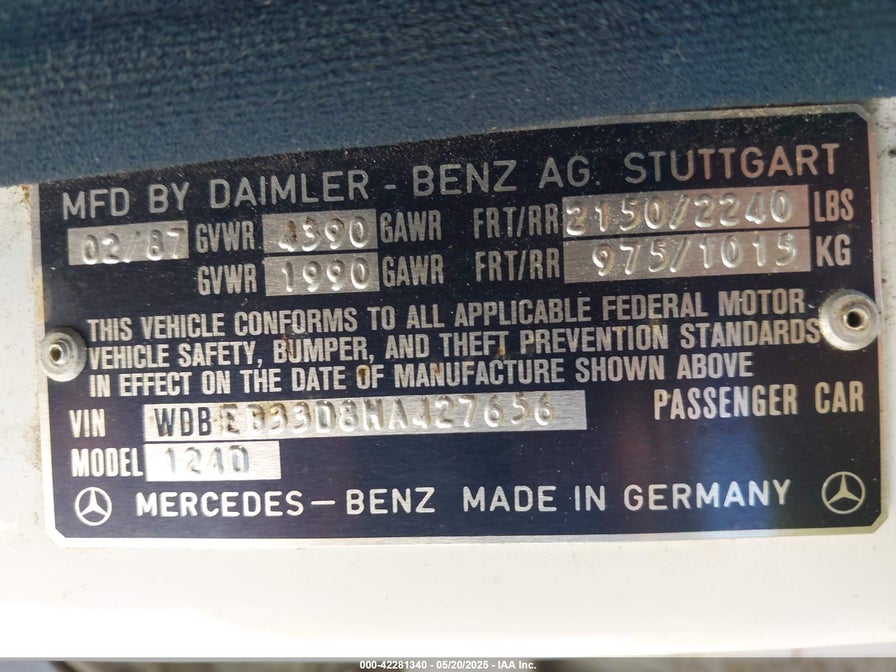 MFD BY DAIMLER - BENZ AG. STUTTGART
02/87 GVWR 4390 GAWR FRT/RR 2150/2240 LBS
GVWR 1990 GAWR FRT/RR 975/1015 KG
THIS VEHICLE CONFORMS TO ALL APPLICABLE FEDERAL MOTOR
VEHICLE SAFETY, BUMPER, AND THEFT PREVENTION STANDARDS
IN EFFECT ON THE DATE OF MANUFACTURE SHOWN ABOVE
VIN WDBEB33D8HA427656 PASSENGER CAR
MODEL 124D
MERCEDES-BENZ MADE IN GERMANY
000-42281340 - 05/20/2025 - IAA Inc.